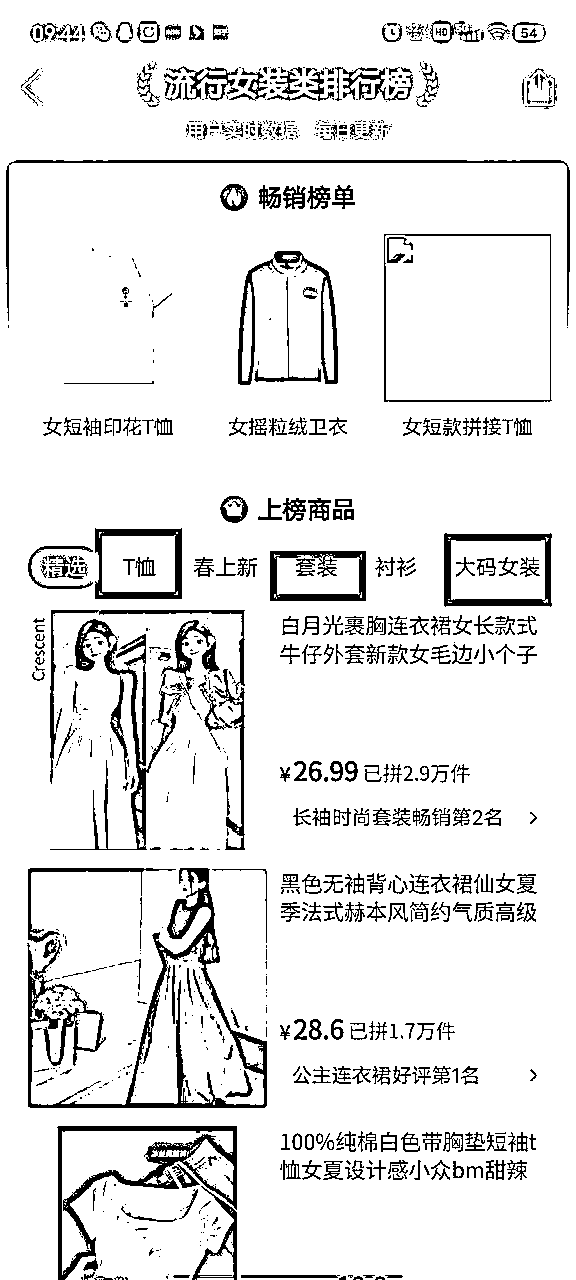 09:44
HD
54
流行女装类排行榜
用户实时数据 每日更新
畅销榜单
女短袖印花T恤
女摇粒绒卫衣
女短款拼接T恤
上榜商品
精选
T恤
春上新
套装
衬衫
大码女装
Crescent
白月光裹胸连衣裙女长款式
牛仔外套新款女毛边小个子
¥26.99 已拼2.9万件
长袖时尚套装畅销第2名
黑色无袖背心连衣裙仙女夏
季法式赫本风简约气质高级
¥28.6 已拼1.7万件
公主连衣裙好评第1名
100%纯棉白色带胸垫短袖t
恤女夏设计感小众bm甜辣